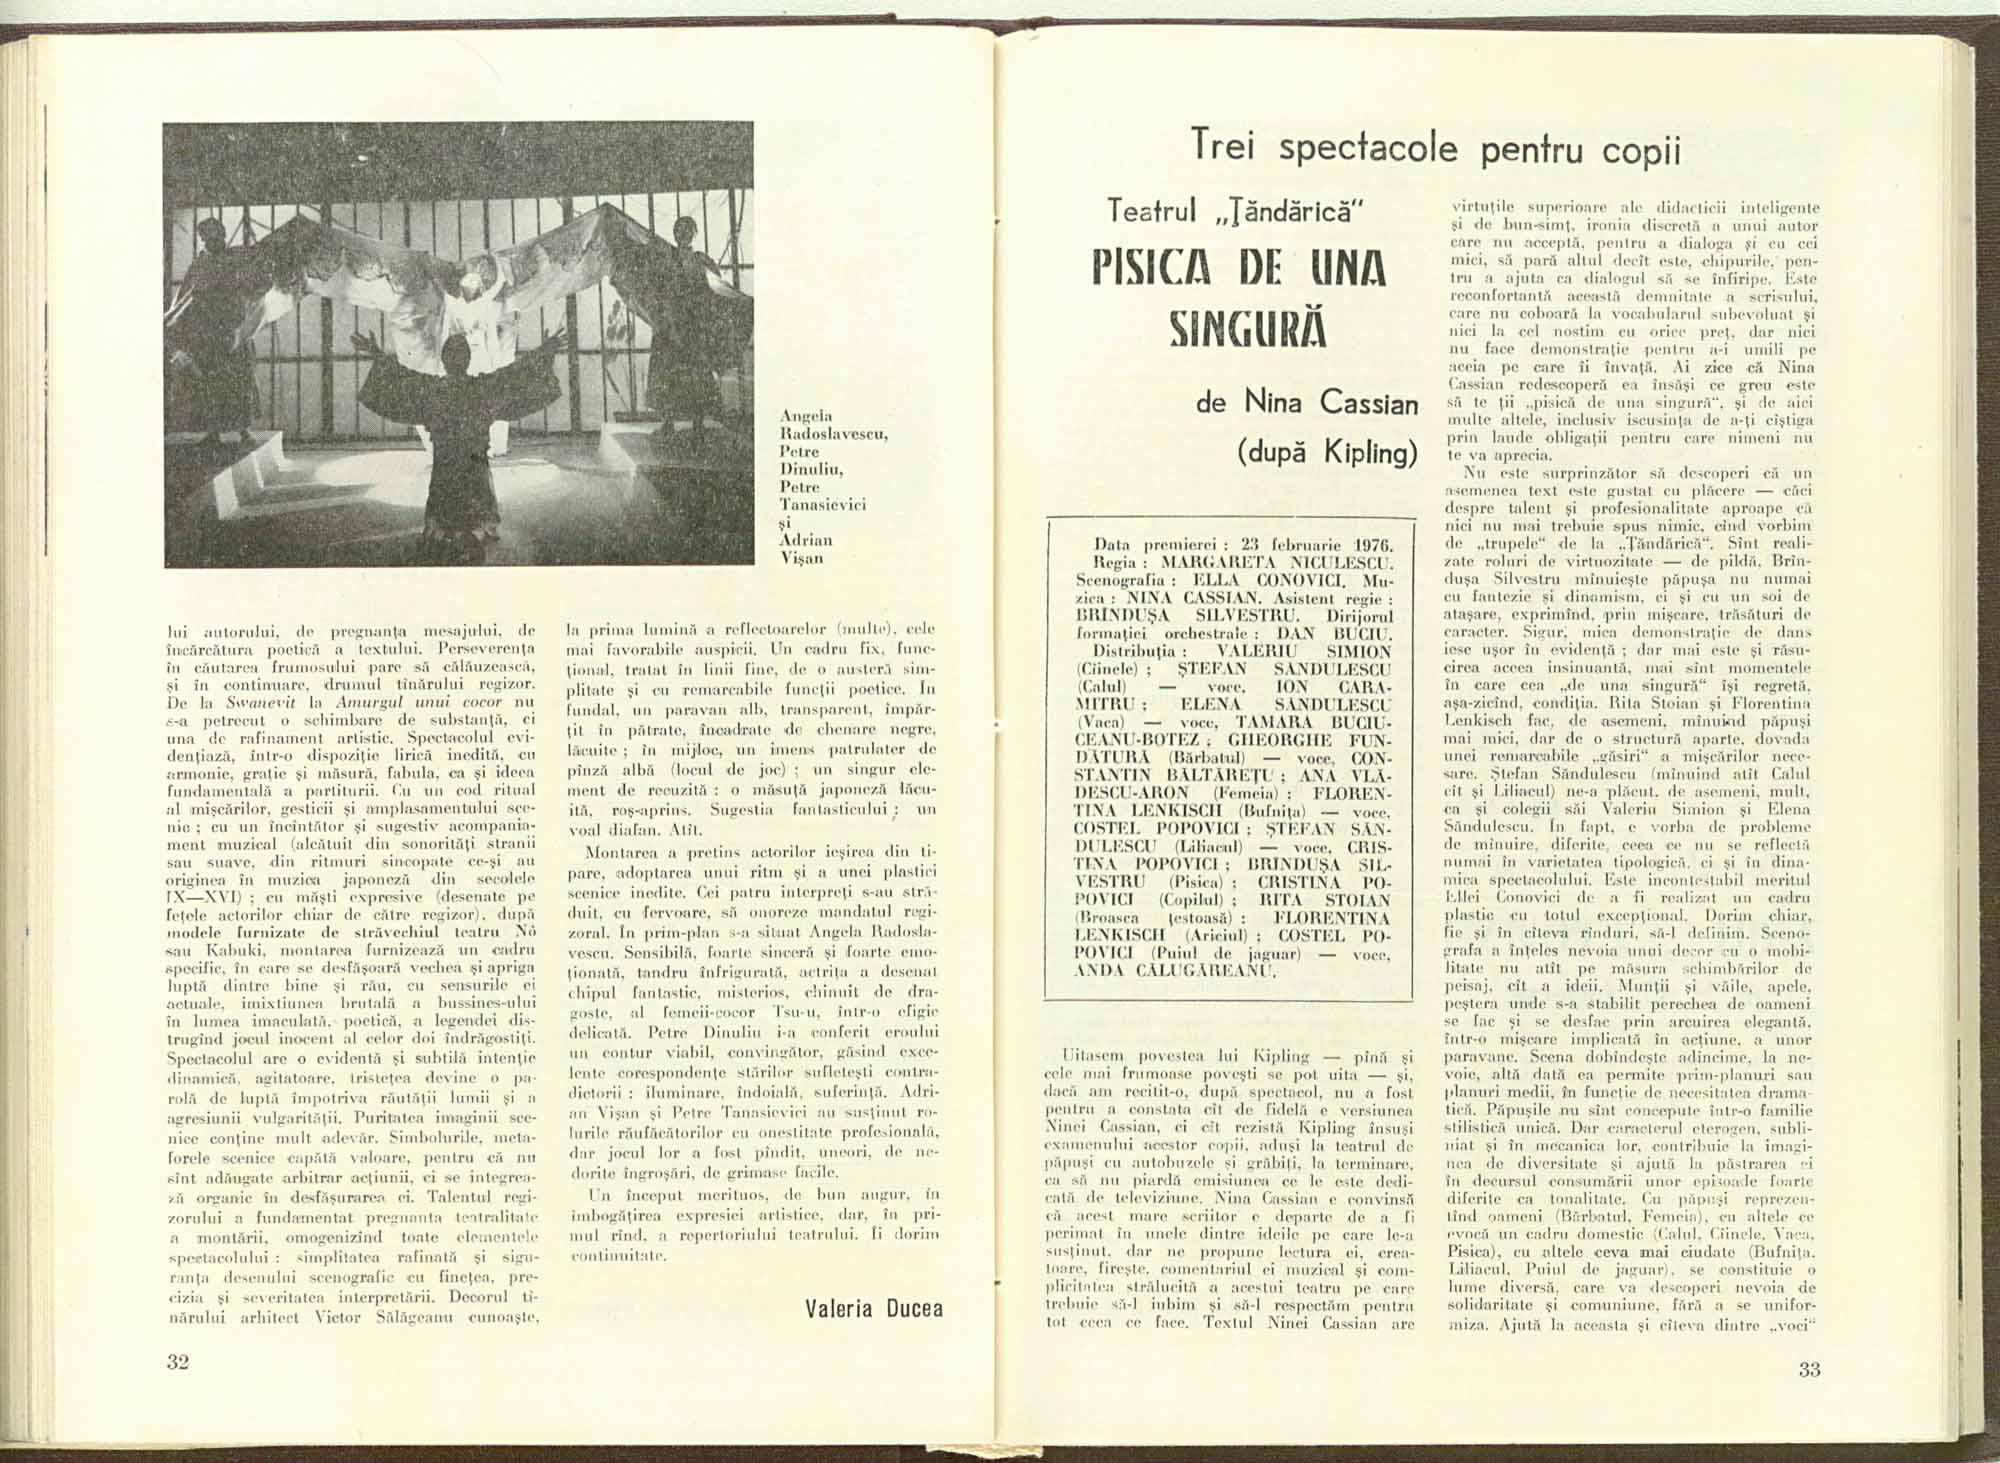 Angela
Radoslavescu,
Petre
Dinuliu,
Petre
Tanasievici
și
Adrian
Vișan
lui autorului, de pregnanța mesajului, de
încărcătura poetică a textului. Perseverența
în căutarea frumosului pare să călăuzească,
și în continuare, drumul tînărului regizor.
De la Swanevit la Amurgul unui cocor nu
s-a petrecut o schimbare de substanță, ci
una de rafinament artistic. Spectacolul evi-
dențiază, într-o dispoziție lirică inedită, cu
armonie, grație și măsură, fabula, ca și ideea
fundamentală a partiturii. Cu un cod ritual
al mișcărilor, gesticii și amplasamentului sce-
nic ; cu un încîntător și sugestiv acompania-
ment muzical (alcătuit din sonorități stranii
sau suave, din ritmuri sincopate ce-și au
originea în muzica japoneză din secolele
IX—XVI) ; cu măști expresive (desenate pe
fețele actorilor chiar de către regizor), după
modele furnizate de străvechiul teatru Nô
sau Kabuki, montarea furnizează un cadru
specific, în care se desfășoară vechea și apriga
luptă dintre bine și rău, cu sensurile ei
actuale, imixtiunea brutală a bussines-ului
în lumea imaculată, poetică, a legendei dis-
trugînd jocul inocent al celor doi îndrăgostiți.
Spectacolul are o evidentă și subtilă intenție
dinamică, agitatoare, tristețea devine o pa-
rolă de luptă împotriva răutății lumii și a
agresiunii vulgarității. Puritatea imaginii sce-
nice conține mult adevăr. Simbolurile, meta-
forele scenice capătă valoare, pentru că nu
sînt adăugate arbitrar acțiunii, ci se integrea-
ză organic în desfășurarea ei. Talentul regi-
zorului a fundamentat pregnanta teatralitate
a montării, omogenizînd toate elementele
spectacolului : simplitatea rafinată și sigu-
ranța desenului scenografic cu finețea, pre-
cizia și severitatea interpretării. Decorul tî-
nărului arhitect Victor Sălăgeanu cunoaște,
la prima lumină a reflectoarelor (multe), cele
mai favorabile auspicii. Un cadru fix, func-
țional, tratat în linii fine, de o austeră sim-
plitate și cu remarcabile funcții poetice. În
fundal, un paravan alb, transparent, împăr-
țit în pătrate, încadrate de chenare negre,
lăcuite ; în mijloc, un imens patrulater de
pînză albă (locul de joc) ; un singur ele-
ment de recuzită : o măsuță japoneză lăcu-
ită, roș-aprins. Sugestia fantasticului : un
voal diafan. Atît.
Montarea a pretins actorilor ieșirea din ti-
pare, adoptarea unui ritm și a unei plastici
scenice inedite. Cei patru interpreți s-au stră-
duit, cu fervoare, să onoreze mandatul regi-
zoral. În prim-plan s-a situat Angela Radosla-
vescu. Sensibilă, foarte sinceră și foarte emo-
ționată, tandru înfrigurată, actrița a desenat
chipul fantastic, misterios, chinuit de dra-
goste, al femeii-cocor Tsu-u, într-o efigie
delicată. Petre Dinuliu i-a conferit eroului
un contur viabil, convingător, găsind exce-
lente corespondențe stărilor sufletești contra-
dictorii : iluminare, îndoială, suferință. Adri-
an Vișan și Petre Tanasievici au susținut ro-
lurile răufăcătorilor cu onestitate profesională,
dar jocul lor a fost pîndit, uneori, de ne-
dorite îngroșări, de grimase facile.
Un început merituos, de bun augur, în
îmbogățirea expresiei artistice, dar, în pri-
mul rînd, a repertoriului teatrului. Îi dorim
continuitate.
Valeria Ducea
32
Trei spectacole pentru copii
Teatrul „Țăndărică“
PISICA DE UNA
SINGURĂ
de Nina Cassian
(după Kipling)
Data premierei : 23 februarie 1976.
Regia : MARGARETA NICULESCU.
Scenografia : ELLA CONOVICI. Mu-
zica : NINA CASSIAN. Asistent regie :
BRÎNDUȘA SILVESTRU. Dirijorul
formației orchestrale : DAN BUCIU.
Distribuția : VALERIU SIMION
(Cîinele) ; ȘTEFAN SĂNDULESCU
(Calul) — voce, ION CARA-
MITRU ; ELENA SĂNDULESCU
(Vaca) — voce, TAMARA BUCIU-
CEANU-BOTEZ ; GHEORGHE FUN-
DĂTURĂ (Bărbatul) — voce, CON-
STANTIN BĂLTĂREȚU ; ANA VLĂ-
DESCU-ARON (Femeia) ; FLOREN-
TINA LENKISCH (Bufnița) — voce,
COSTEL POPOVICI ; ȘTEFAN SĂN-
DULESCU (Liliacul) — voce, CRIS-
TINA POPOVICI ; BRÎNDUȘA SIL-
VESTRU (Pisica) ; CRISTINA PO-
POVICI (Copilul) ; RITA STOIAN
(Broasca țestoasă) ; FLORENTINA
LENKISCH (Ariciul) ; COSTEL PO-
POVICI (Puiul de jaguar) — voce,
ANDA CĂLUGĂREANU.
Uitasem povestea lui Kipling — pînă și
cele mai frumoase povești se pot uita — și,
dacă am recitit-o, după spectacol, nu a fost
pentru a constata cît de fidelă e versiunea
Ninei Cassian, ci cît rezistă Kipling însuși
examenului acestor copii, aduși la teatrul de
păpuși cu autobuzele și grăbiți, la terminare,
ca să nu piardă emisiunea ce le este dedi-
cată de televiziune. Nina Cassian e convinsă
că acest mare scriitor e departe de a fi
perimat în unele dintre ideile pe care le-a
susținut, dar ne propune lectura ei, crea-
toare, firește, comentariul ei muzical și com-
plicitatea strălucită a acestui teatru pe care
trebuie să-l iubim și să-l respectăm pentru
tot ceea ce face. Textul Ninei Cassian are
virtuțile superioare ale didacticii inteligente
și de bun-simț, ironia discretă a unui autor
care nu acceptă, pentru a dialoga și cu cei
mici, să pară altul decît este, chipurile, pen-
tru a ajuta ca dialogul să se înfiripe. Este
reconfortantă această demnitate a scrisului,
care nu coboară la vocabularul subevoluat și
nici la cel nostim cu orice preț, dar nici
nu face demonstrație pentru a-i umili pe
aceia pe care îi învață. Ai zice că Nina
Cassian redescoperă ea însăși ce greu este
să te ții „pisică de una singură“, și de aici
multe altele, inclusiv iscusința de a-ți cîștiga
prin laude obligații pentru care nimeni nu
te va aprecia.
Nu este surprinzător să descoperi că un
asemenea text este gustat cu plăcere — căci
despre talent și profesionalitate aproape că
nici nu mai trebuie spus nimic, cînd vorbim
de „trupele“ de la „Țăndărică“. Sînt reali-
zate roluri de virtuozitate — de pildă, Brîn-
dușa Silvestru mînuiește păpușa nu numai
cu fantezie și dinamism, ci și cu un soi de
atașare, exprimînd, prin mișcare, trăsături de
caracter. Sigur, mica demonstrație de dans
iese ușor în evidență ; dar mai este și răsu-
cirea aceea insinuantă, mai sînt momentele
în care cea „de una singură“ își regretă,
așa-zicînd, condiția. Rita Stoian și Florentina
Lenkisch fac, de asemeni, mînuind păpuși
mai mici, dar de o structură aparte, dovada
unei remarcabile „găsiri“ a mișcărilor nece-
sare. Ștefan Săndulescu (mînuind atît Calul
cît și Liliacul) ne-a plăcut, de asemeni, mult,
ca și colegii săi Valeriu Simion și Elena
Săndulescu. În fapt, e vorba de probleme
de mînuire, diferite, ceea ce nu se reflectă
numai în varietatea tipologică, ci și în dina-
mica spectacolului. Este incontestabil meritul
Ellei Conovici de a fi realizat un cadru
plastic cu totul excepțional. Dorim chiar,
fie și în cîteva rînduri, să-l definim. Sceno-
grafa a înțeles nevoia unui decor cu o mobi-
litate nu atît pe măsura schimbărilor de
peisaj, cît a ideii. Munții și văile, apele,
peștera unde s-a stabilit perechea de oameni
se fac și se desfac prin arcuirea elegantă,
într-o mișcare implicată în acțiune, a unor
paravane. Scena dobîndește adîncime, la ne-
voie, altă dată ea permite prim-planuri sau
planuri medii, în funcție de necesitatea drama-
tică. Păpușile nu sînt concepute într-o familie
stilistică unică. Dar caracterul eterogen, subli-
niat și în mecanica lor, contribuie la imagi-
nea de diversitate și ajută la păstrarea ei
în decursul consumării unor episoade foarte
diferite ca tonalitate. Cu păpuși reprezen-
tînd oameni (Bărbatul, Femeia), cu altele ce
evocă un cadru domestic (Calul, Cîinele, Vaca,
Pisica), cu altele ceva mai ciudate (Bufnița,
Liliacul, Puiul de jaguar), se constituie o
lume diversă, care va descoperi nevoia de
solidaritate și comuniune, fără a se unifor-
miza. Ajută la aceasta și cîteva dintre „voci“
33